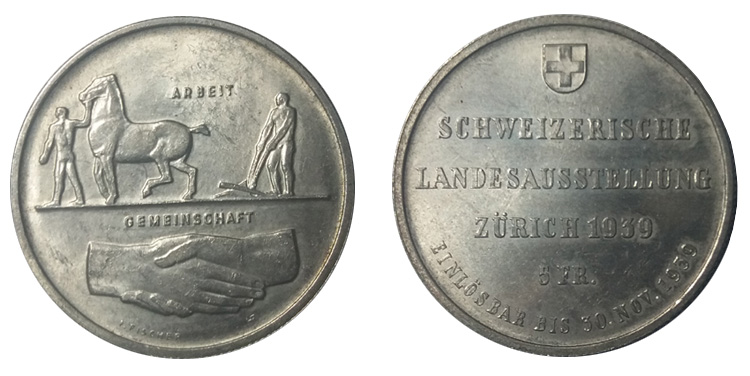 ARBEIT
GEMEINSCHAFT
SCHWEIZERISCHE
LANDESAUSSTELLUNG
ZÜRICH 1939
5 FR.
EINLÖSBAR BIS 30. NOV. 1939